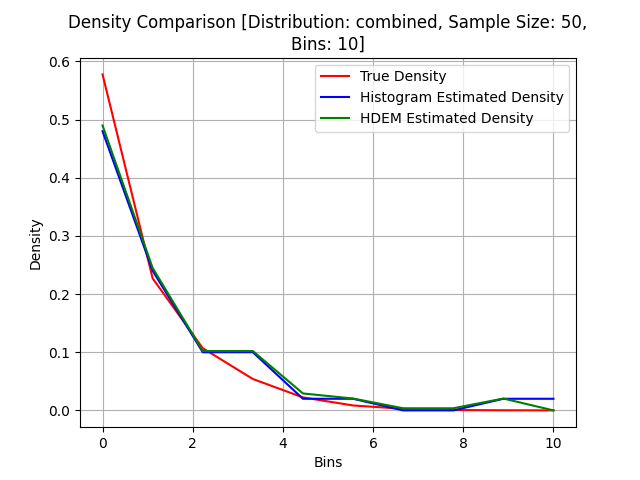 Density Comparison [Distribution: combined, Sample Size: 50,
Bins: 10]
True Density
Histogram Estimated Density
HDEM Estimated Density
Density
0.6
0.5
0.4
0.3
0.2
0.1
0.0
0 2 4 6 8 10
Bins